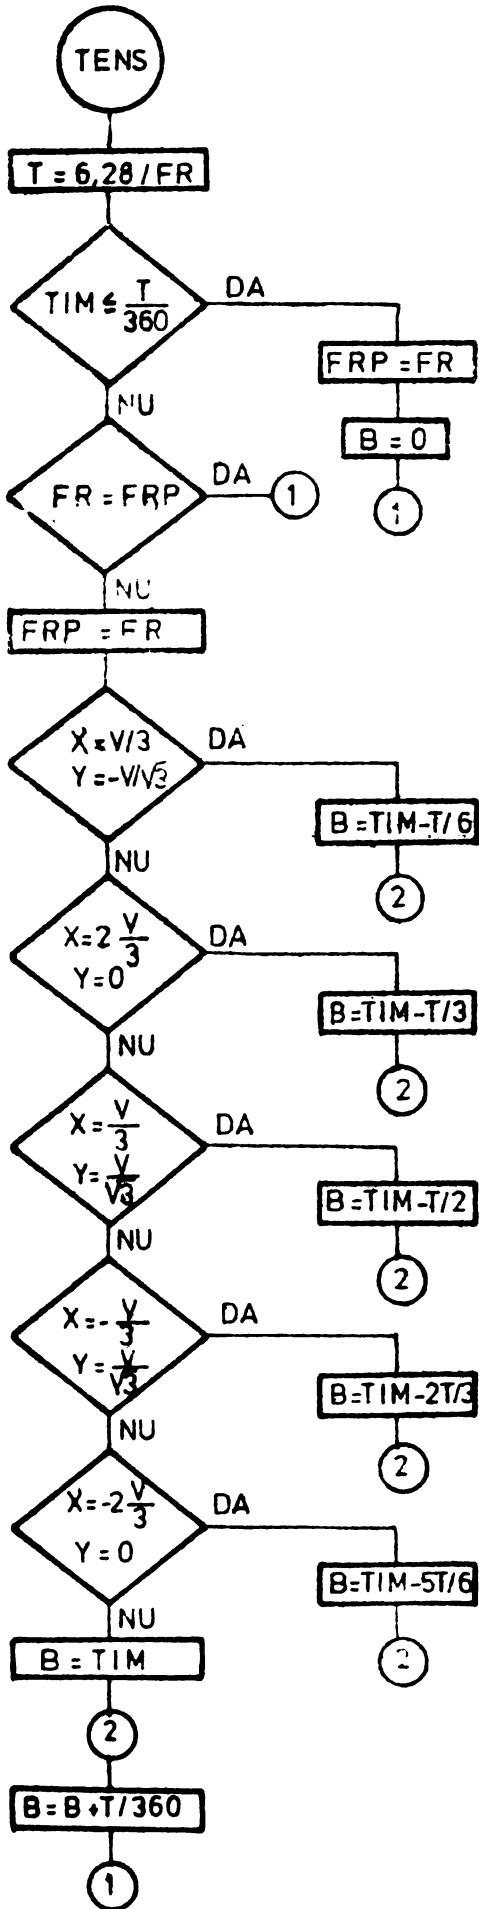 TENS
T = 6,28 / FR
TIM ≤ T/360
DA
FRP = FR
B = 0
1
NU
FR = FRP
DA
1
NU
FRP = FR
X = V/3
Y = -V/√3
DA
B = TIM - T/6
2
NU
X = 2 V/3
Y = 0
DA
B = TIM - T/3
2
NU
X = V/3
Y = V/√3
DA
B = TIM - T/2
2
NU
X = - V/3
Y = V/√3
DA
B = TIM - 2T/3
2
NU
X = -2 V/3
Y = 0
DA
B = TIM - 5T/6
2
NU
B = TIM
2
B = B + T/360
1